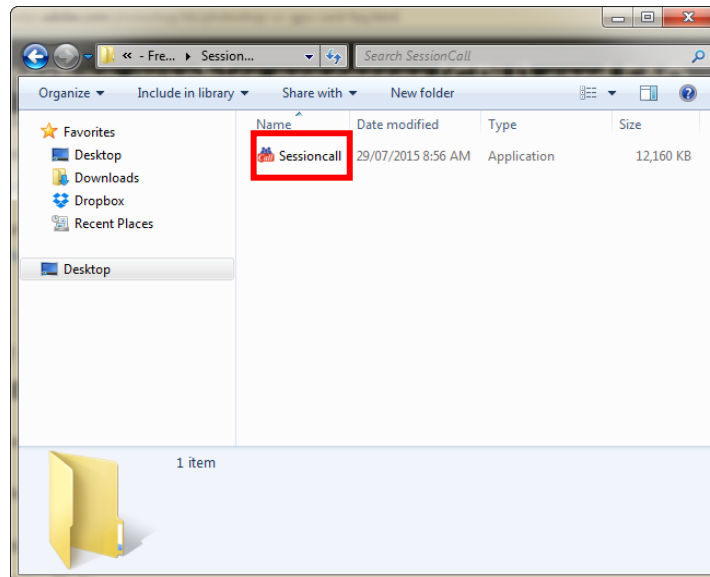 « - Fre... Session... Search SessionCall
Organize Include in library Share with New folder
Favorites
Desktop
Downloads
Dropbox
Recent Places
Desktop
Name Date modified Type Size
Sessioncall 29/07/2015 8:56 AM Application 12,160 KB
1 item